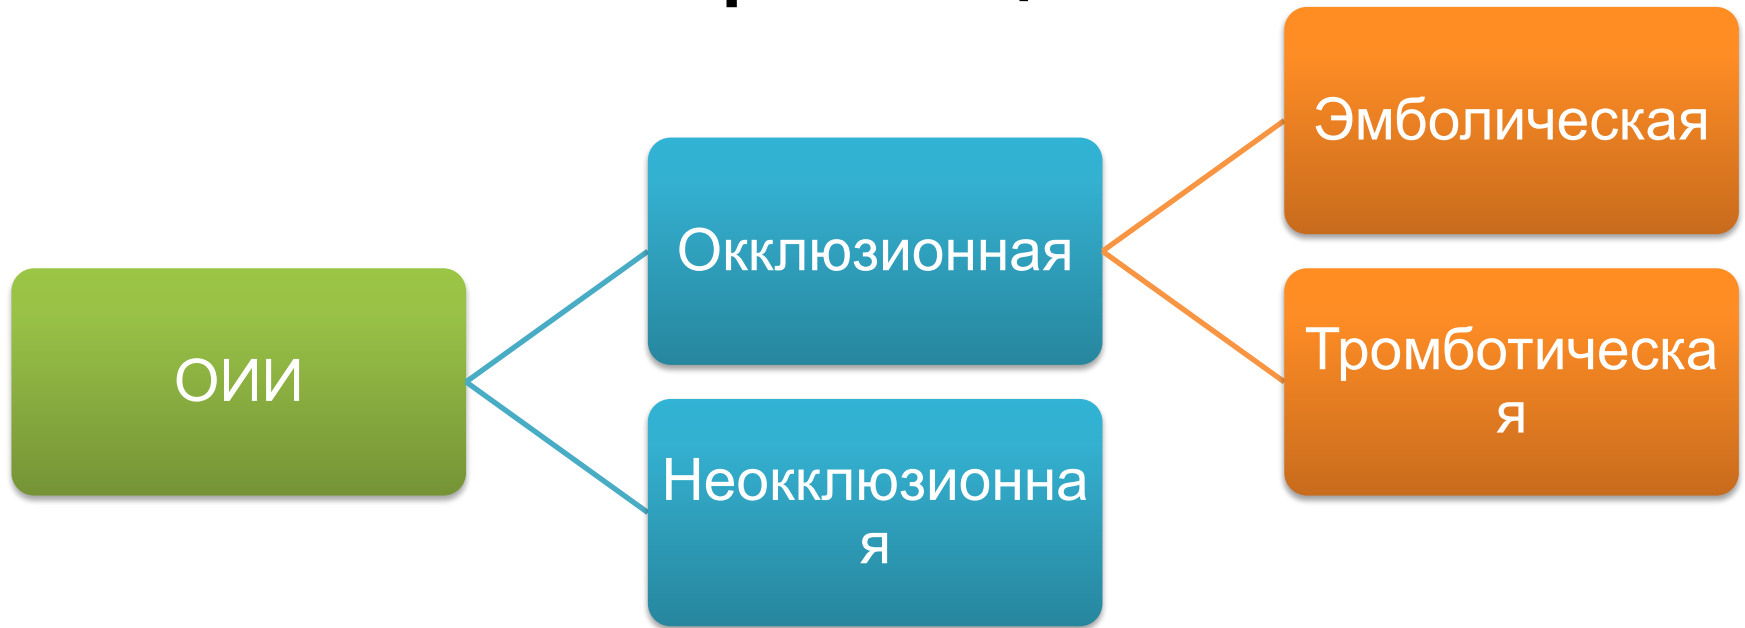 ОИИ
Окклюзионная
Неокклюзионна
я
Эмболическая
Тромботическа
я